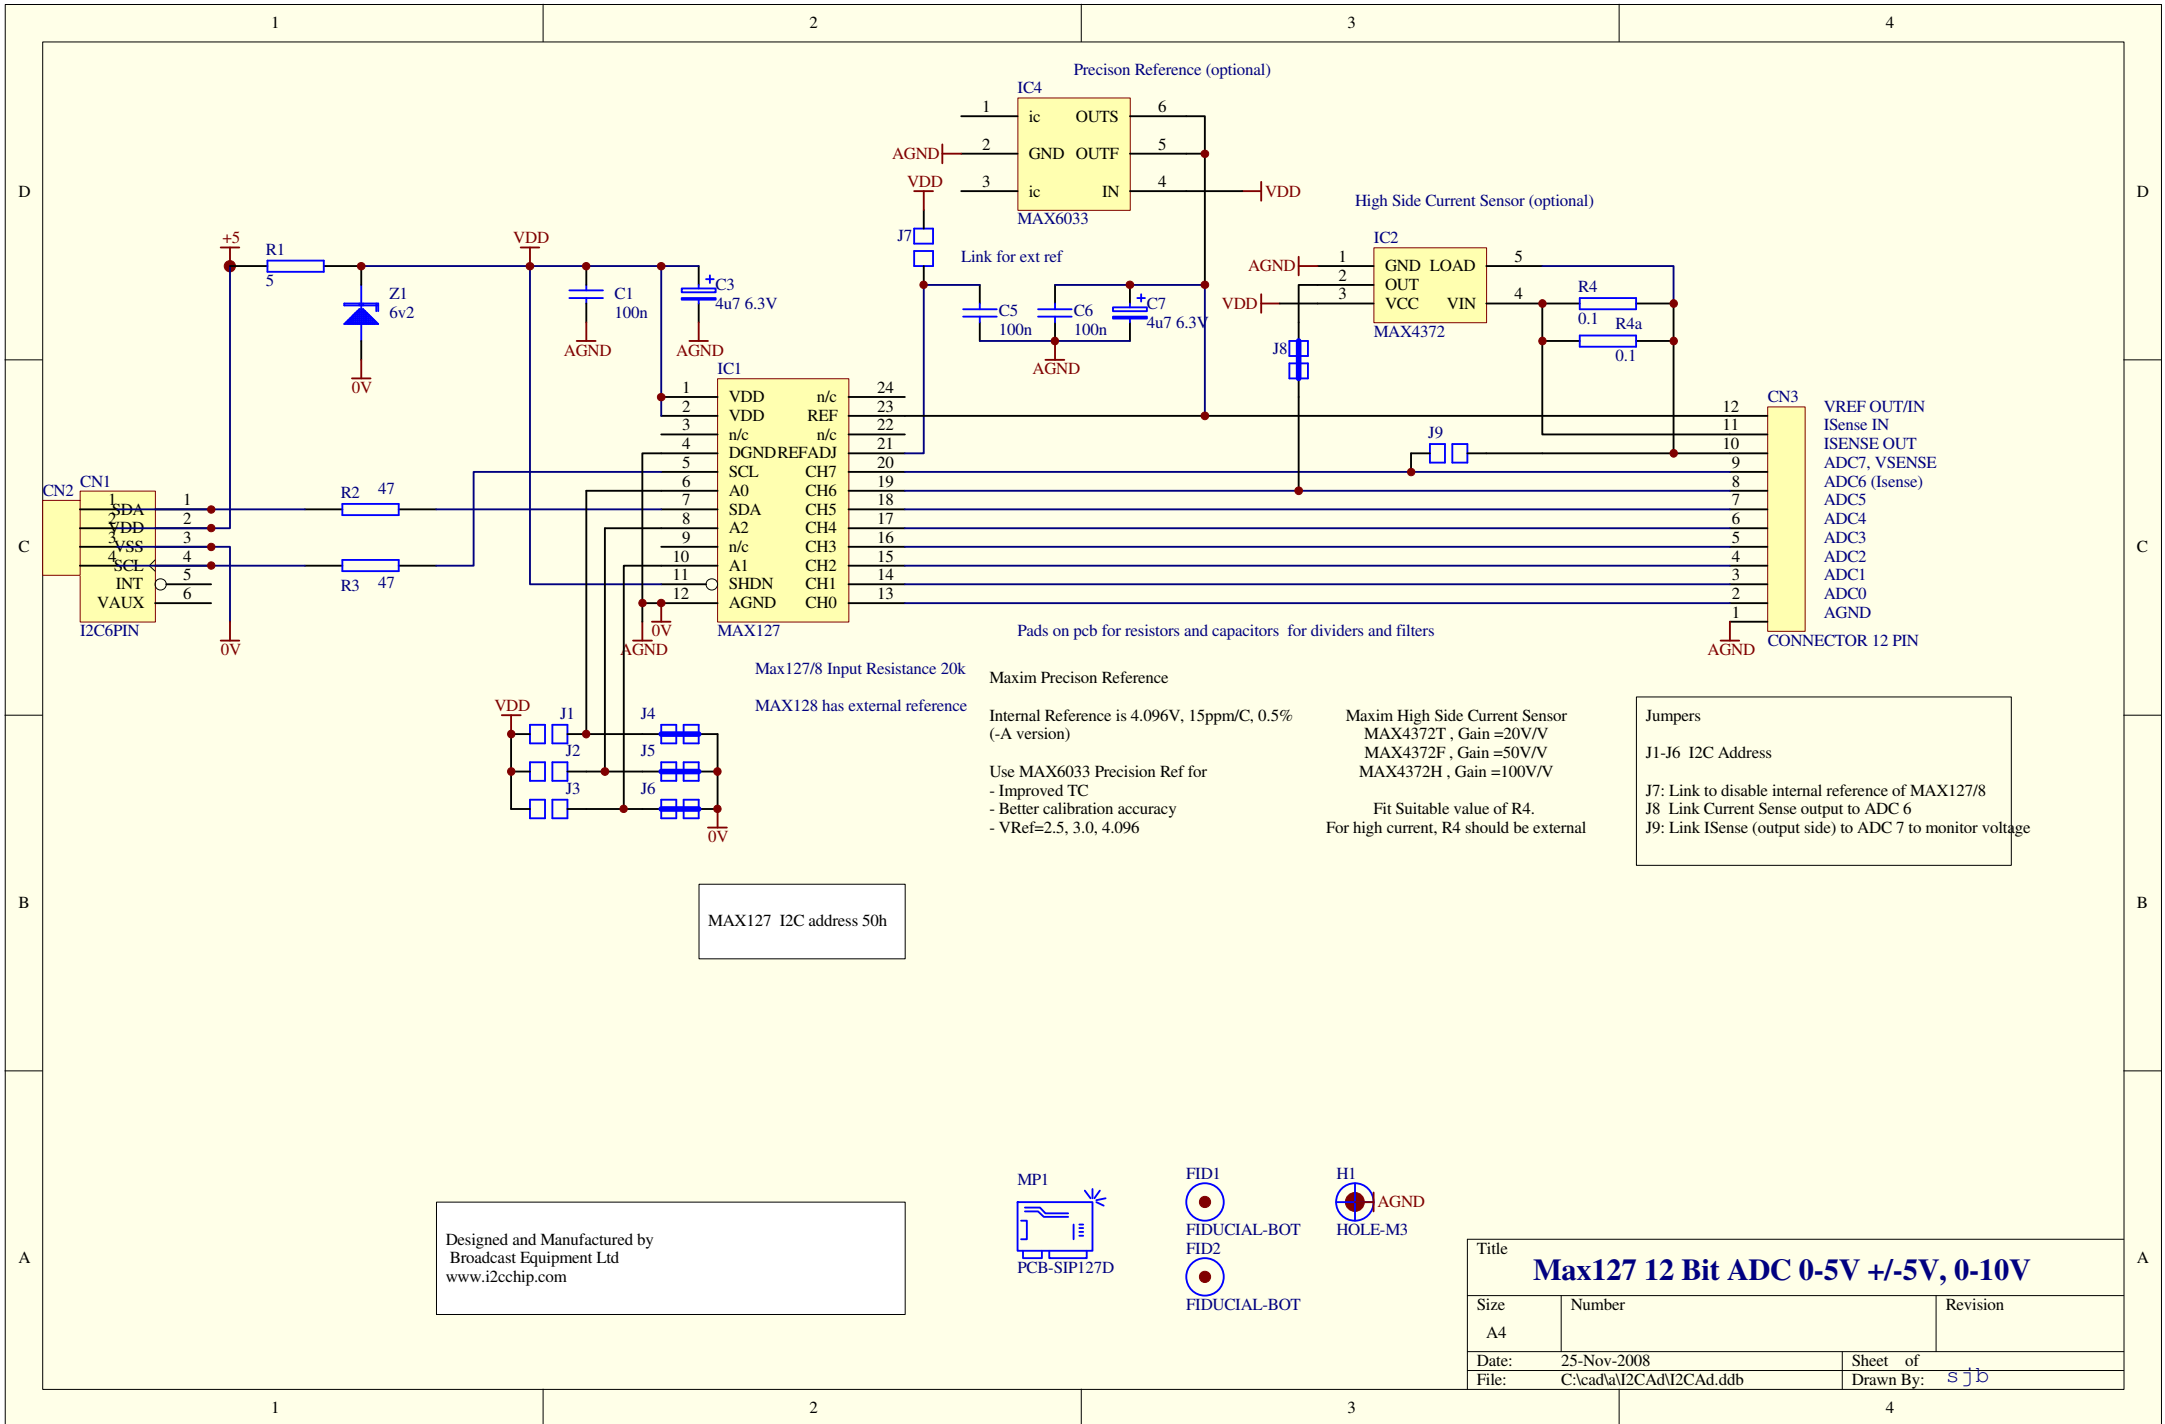 1 2 3 4
D
C
B
A
D
C
B
A
1 2 3 4
Precison Reference (optional)
IC4
1 ic OUTS 6
AGND 2 GND OUTF 5
3 ic IN 4 VDD
MAX6033
VDD
J7
Link for ext ref
C5
100n
C6
100n
+
C7
4u7 6.3V
AGND
High Side Current Sensor (optional)
IC2
AGND 1 GND LOAD 5
2 OUT
VDD 3 VCC VIN 4
MAX4372
R4
0.1
R4a
0.1
J8
J9
+5
R1
5
VDD
Z1
6v2
0V
C1
100n
AGND
+
C3
4u7 6.3V
AGND
IC1
1 VDD n/c 24
2 VDD REF 23
3 n/c n/c 22
4 DGND REFADJ 21
5 SCL CH7 20
6 A0 CH6 19
7 SDA CH5 18
8 A2 CH4 17
9 n/c CH3 16
10 A1 CH2 15
11 SHDN CH1 14
12 AGND CH0 13
MAX127
0V
AGND
CN2
CN1
1 SDA 1
2 VDD 2
3 VSS 3
4 SCL 4
INT 5
VAUX 6
I2C6PIN
0V
R2 47
R3 47
CN3
12 VREF OUT/IN
11 ISense IN
10 ISENSE OUT
9 ADC7, VSENSE
8 ADC6 (Isense)
7 ADC5
6 ADC4
5 ADC3
4 ADC2
3 ADC1
2 ADC0
1 AGND
AGND
CONNECTOR 12 PIN
Pads on pcb for resistors and capacitors for dividers and filters
Max127/8 Input Resistance 20k
MAX128 has external reference
VDD
J1 J4
J2 J5
J3 J6
0V
Maxim Precison Reference
Internal Reference is 4.096V, 15ppm/C, 0.5%
(-A version)
Use MAX6033 Precision Ref for
- Improved TC
- Better calibration accuracy
- VRef=2.5, 3.0, 4.096
Maxim High Side Current Sensor
MAX4372T , Gain =20V/V
MAX4372F , Gain =50V/V
MAX4372H , Gain =100V/V
Fit Suitable value of R4.
For high current, R4 should be external
Jumpers
J1-J6 I2C Address
J7: Link to disable internal reference of MAX127/8
J8 Link Current Sense output to ADC 6
J9: Link ISense (output side) to ADC 7 to monitor voltage
MAX127 I2C address 50h
Designed and Manufactured by
Broadcast Equipment Ltd
www.i2cchip.com
MP1
PCB-SIP127D
FID1
FIDUCIAL-BOT
FID2
FIDUCIAL-BOT
H1
AGND
HOLE-M3
Title
Max127 12 Bit ADC 0-5V +/-5V, 0-10V
Size Number Revision
A4
Date: 25-Nov-2008 Sheet of
File: C:\cad\a\I2CAd\I2CAd.ddb Drawn By: sjb